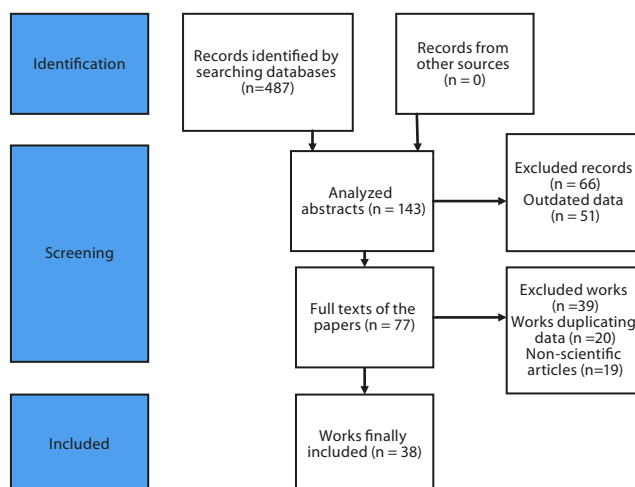 Identification
Records identified by
searching databases
(n=487)
Records from
other sources
(n = 0)
Screening
Analyzed
abstracts (n = 143)
Excluded records
(n = 66)
Outdated data
(n = 51)
Full texts of the
papers (n = 77)
Excluded works
(n =39)
Works duplicating
data (n =20)
Non-scientific
articles (n=19)
Included
Works finally
included (n = 38)